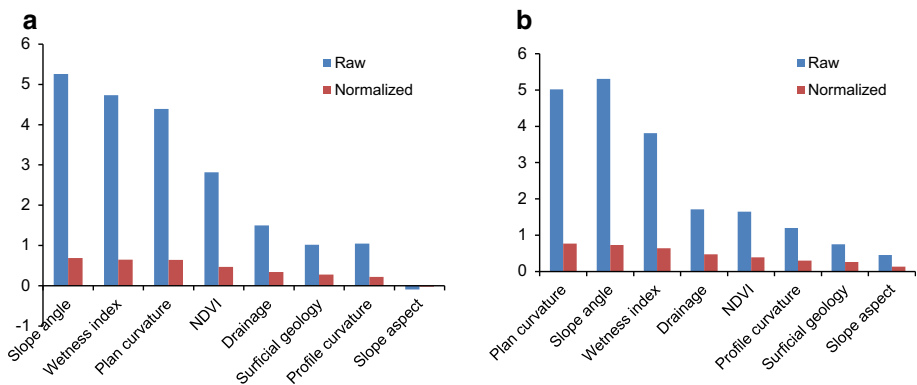 a
6
5
4
3
2
1
0
-1
Raw
Normalized
Slope angle
Wetness index
Plan curvature
NDVI
Drainage
Surficial geology
Profile curvature
Slope aspect
b
6
5
4
3
2
1
0
Raw
Normalized
Plan curvature
Slope angle
Wetness index
Drainage
NDVI
Profile curvature
Surficial geology
Slope aspect